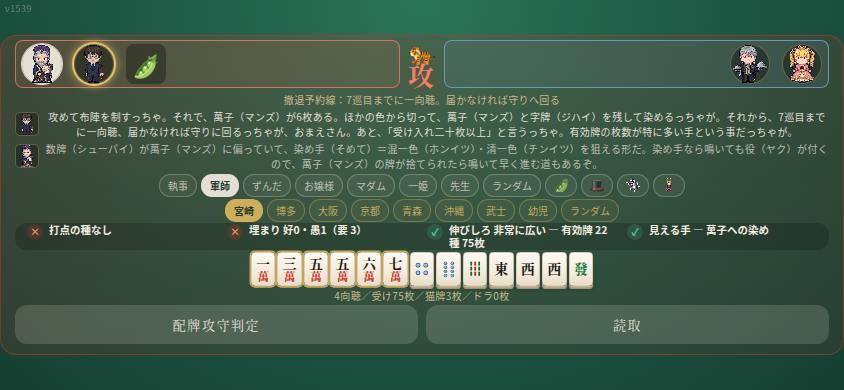 v1539
攻
撤退予約線：7巡目までに一向聴。届かなければ守りへ回る
攻めて布陣を制すっちゃ。それで、萬子（マンズ）が6枚ある。ほかの色から切って、萬子（マンズ）と字牌（ジハイ）を残して染めるっちゃが。それから、7巡目まで
に一向聴、届かなければ守りに回るっちゃが、おまえさん。あと、「受け入れ二十枚以上」と言うっちゃ。有効牌の枚数が特に多い手という事だっちゃが。
数牌（シューパイ）が萬子（マンズ）に偏っていて、染め手（そめて）＝混一色（ホンイツ）・清一色（チンイツ）を狙える形だ。染め手なら鳴いても役（ヤク）が付く
ので、萬子（マンズ）の牌が捨てられたら鳴いて早く進む道もあるぞ。
執事 軍師 ずんだ お嬢様 マダム 一姫 先生 ランダム
宮崎 博多 大阪 京都 青森 沖縄 武士 幼児 ランダム
✕ 打点の種なし ✕ 埋まり 好0・愚1（要 3） ✓ 伸びしろ 非常に広い — 有効牌 22
種 75枚 ✓ 見える手 — 萬子への染め
一萬 三萬 五萬 五萬 六萬 七萬 東 西 西 發
4向聴／受け75枚／猫牌3枚／ドラ0枚
配牌攻守判定 読取